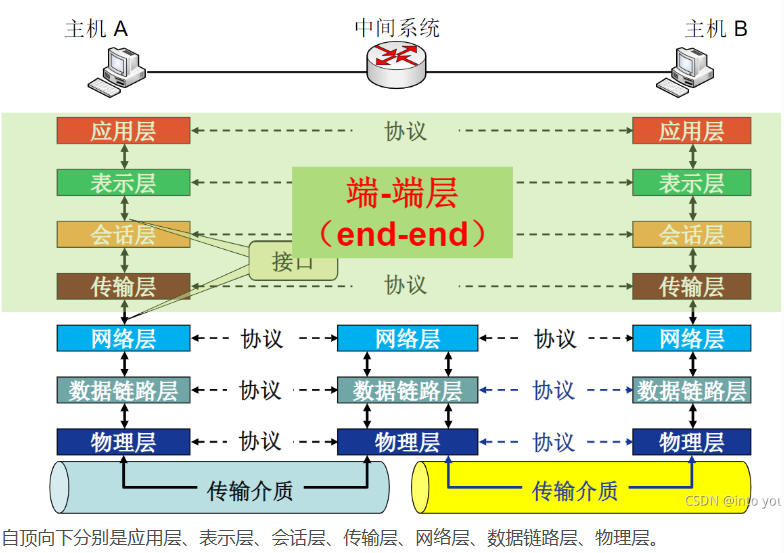 主机 A 中间系统 主机 B
应用层 协议 应用层
表示层 表示层
端-端层
会话层 (end-end) 会话层
接口
传输层 协议 传输层
网络层 协议 网络层 协议 网络层
数据链路层 协议 数据链路层 协议 数据链路层
物理层 协议 物理层 协议 物理层
传输介质 传输介质
CSDN @into you
自顶向下分别是应用层、表示层、会话层、传输层、网络层、数据链路层、物理层。